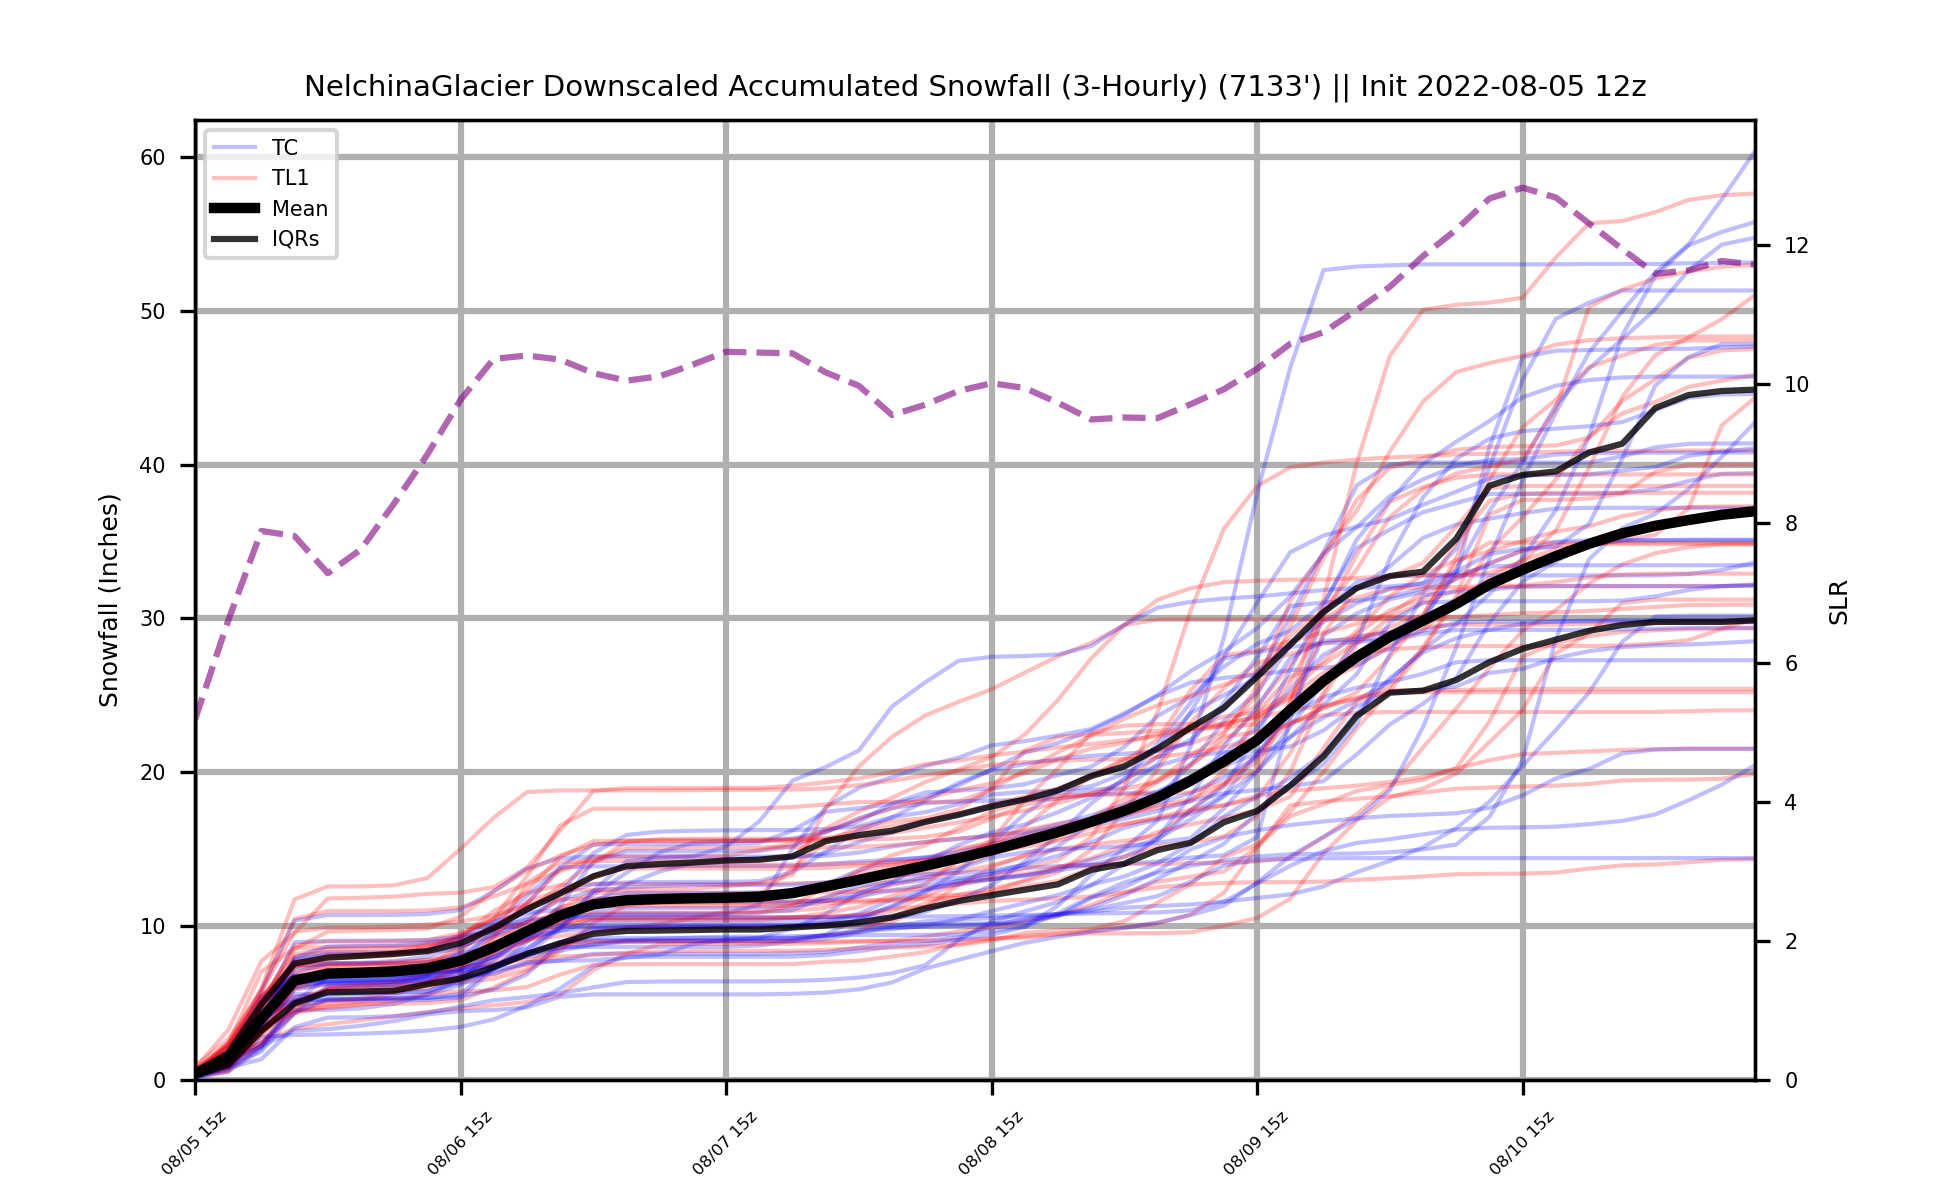 NelchinaGlacier Downscaled Accumulated Snowfall (3-Hourly) (7133') || Init 2022-08-05 12z
TC
TL1
Mean
IQRs
Snowfall (Inches)
60
50
40
30
20
10
0
SLR
12
10
8
6
4
2
0
08/05 15z
08/06 15z
08/07 15z
08/08 15z
08/09 15z
08/10 15z